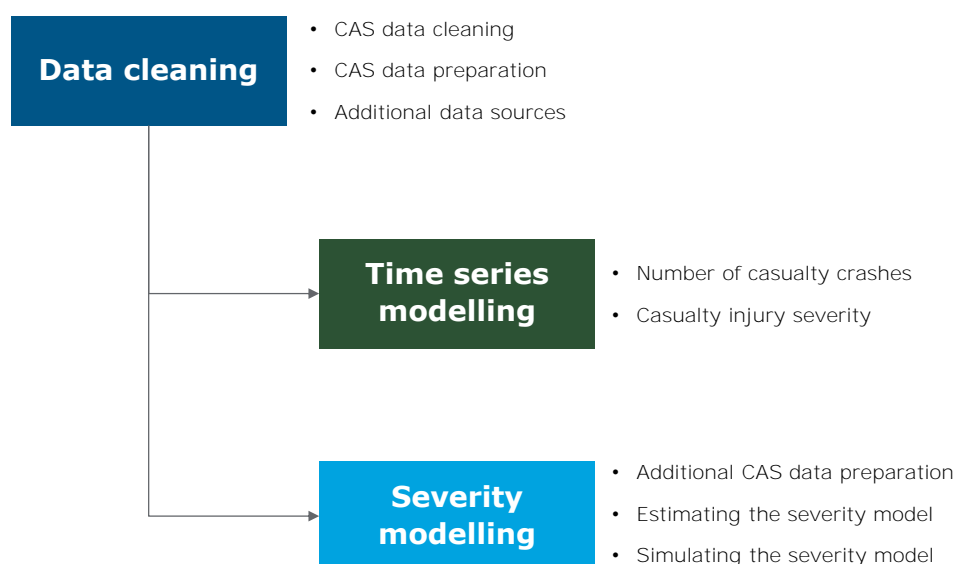 • CAS data cleaning
Data cleaning
• CAS data preparation
• Additional data sources
Time series
modelling
• Number of casualty crashes
• Casualty injury severity
Severity
modelling
• Additional CAS data preparation
• Estimating the severity model
• Simulating the severity model